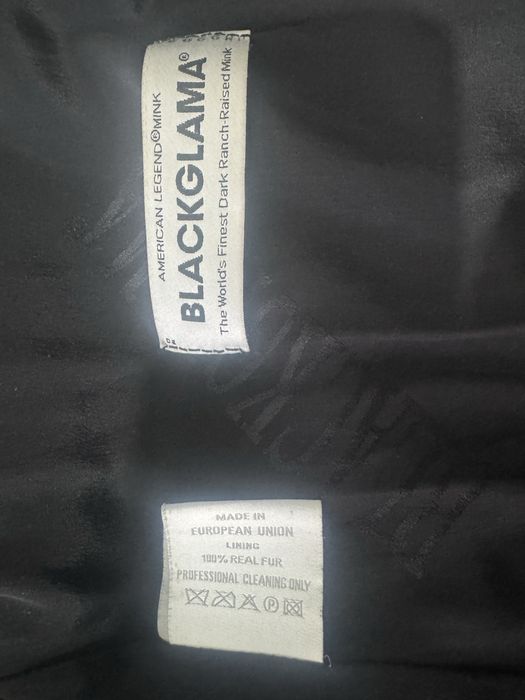 AMERICAN LEGEND®MINK
BLACKGLAMA®
The World's Finest Dark Ranch-Raised Mink
MADE IN
EUROPEAN UNION
LINING
100% REAL FUR
PROFESSIONAL CLEANING ONLY